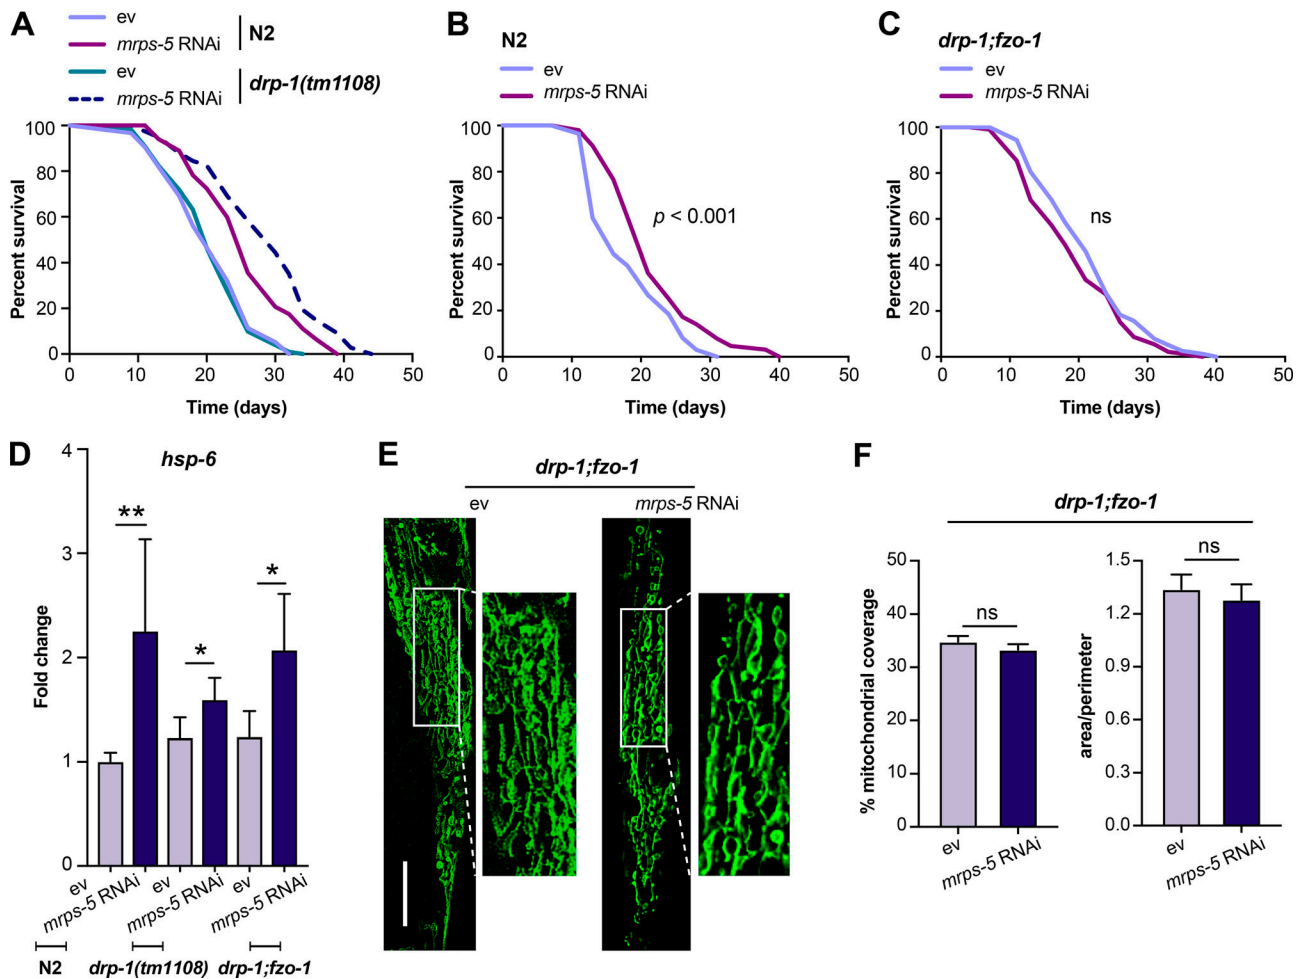 A
ev
mrps-5 RNAi
N2
ev
mrps-5 RNAi
drp-1(tm1108)
100
80
60
40
20
0
Percent survival
0 10 20 30 40 50
Time (days)
B
N2
ev
mrps-5 RNAi
100
80
60
40
20
0
Percent survival
p < 0.001
0 10 20 30 40 50
Time (days)
C
drp-1;fzo-1
ev
mrps-5 RNAi
100
80
60
40
20
0
Percent survival
ns
0 10 20 30 40 50
Time (days)
D
hsp-6
4
3
2
1
0
Fold change
**
*
*
ev
mrps-5 RNAi
ev
mrps-5 RNAi
ev
mrps-5 RNAi
N2
drp-1(tm1108)
drp-1;fzo-1
E
drp-1;fzo-1
ev
mrps-5 RNAi
F
drp-1;fzo-1
50
40
30
20
10
0
% mitochondrial coverage
ns
ev
mrps-5 RNAi
1.5
1.2
0.9
0.6
0.3
0.0
area/perimeter
ns
ev
mrps-5 RNAi